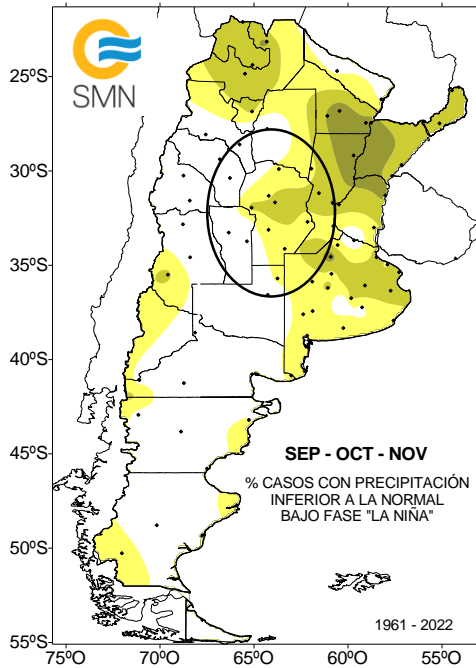 SMN
25ºS
30ºS
35ºS
40ºS
45ºS
50ºS
55ºS
SEP - OCT - NOV
% CASOS CON PRECIPITACIÓN
INFERIOR A LA NORMAL
BAJO FASE "LA NIÑA"
1961 - 2022
75ºO
70ºO
65ºO
60ºO
55ºO